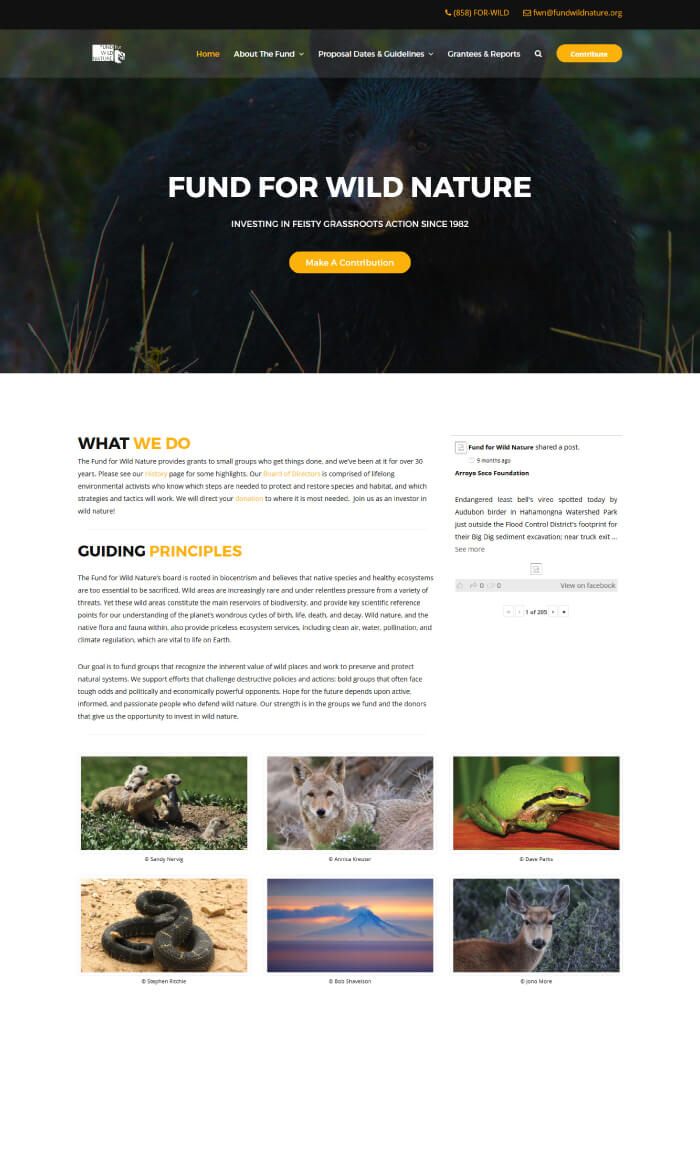 (858) FOR-WILD fwn@fundwildnature.org
FUND for
WILD
NATURE
Home About The Fund Proposal Dates & Guidelines Grantees & Reports Contribute
FUND FOR WILD NATURE
INVESTING IN FEISTY GRASSROOTS ACTION SINCE 1982
Make A Contribution
WHAT WE DO
The Fund for Wild Nature provides grants to small groups who get things done, and we've been at it for over 30
years. Please see our History page for some highlights. Our Board of Directors is comprised of lifelong
environmental activists who know which steps are needed to protect and restore species and habitat, and which
strategies and tactics will work. We will direct your donation to where it is most needed. Join us as an investor in
wild nature!
GUIDING PRINCIPLES
The Fund for Wild Nature's board is rooted in biocentrism and believes that native species and healthy ecosystems
are too essential to be sacrificed. Wild areas are increasingly rare and under relentless pressure from a variety of
threats. Yet these wild areas constitute the main reservoirs of biodiversity, and provide key scientific reference
points for our understanding of the planet's wondrous cycles of birth, life, death, and decay. Wild nature, and the
native flora and fauna within, also provide priceless ecosystem services, including clean air, water, pollination, and
climate regulation, which are vital to life on Earth.
Our goal is to fund groups that recognize the inherent value of wild places and work to preserve and protect
natural systems. We support efforts that challenge destructive policies and actions: bold groups that often face
tough odds and politically and economically powerful opponents. Hope for the future depends upon active,
informed, and passionate people who defend wild nature. Our strength is in the groups we fund and the donors
that give us the opportunity to invest in wild nature.
Fund for Wild Nature shared a post.
9 months ago
Arroyo Seco Foundation
Endangered least bell's vireo spotted today by
Audubon birder in Hahamongna Watershed Park
just outside the Flood Control District's footprint for
their Big Dig sediment excavation; near truck exit ...
See more
0 0 View on facebook
« ‹ 1 of 205 › »
© Sandy Nervig © Annica Kreuter © Dave Parks
© Stephen Ritchie © Bob Shavelson © Jono More